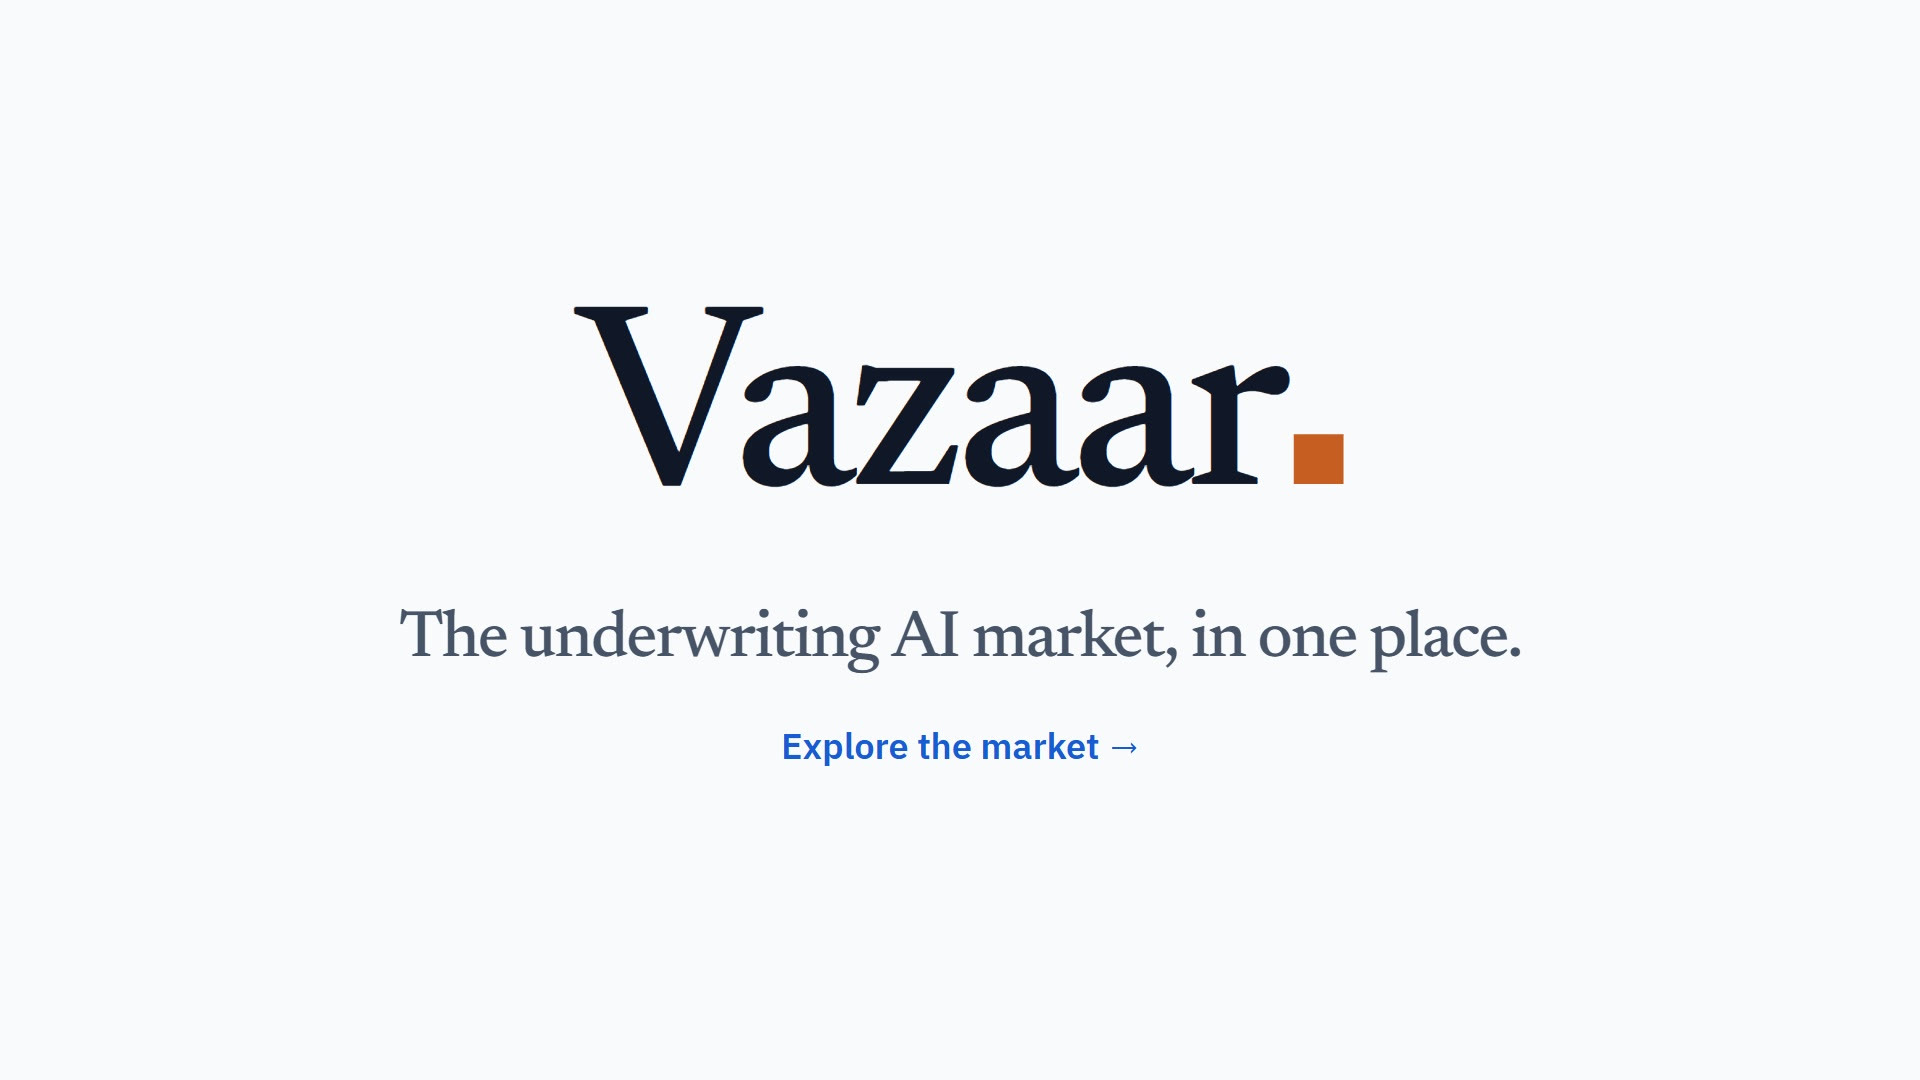 Vazaar.
The underwriting AI market, in one place.
Explore the market →